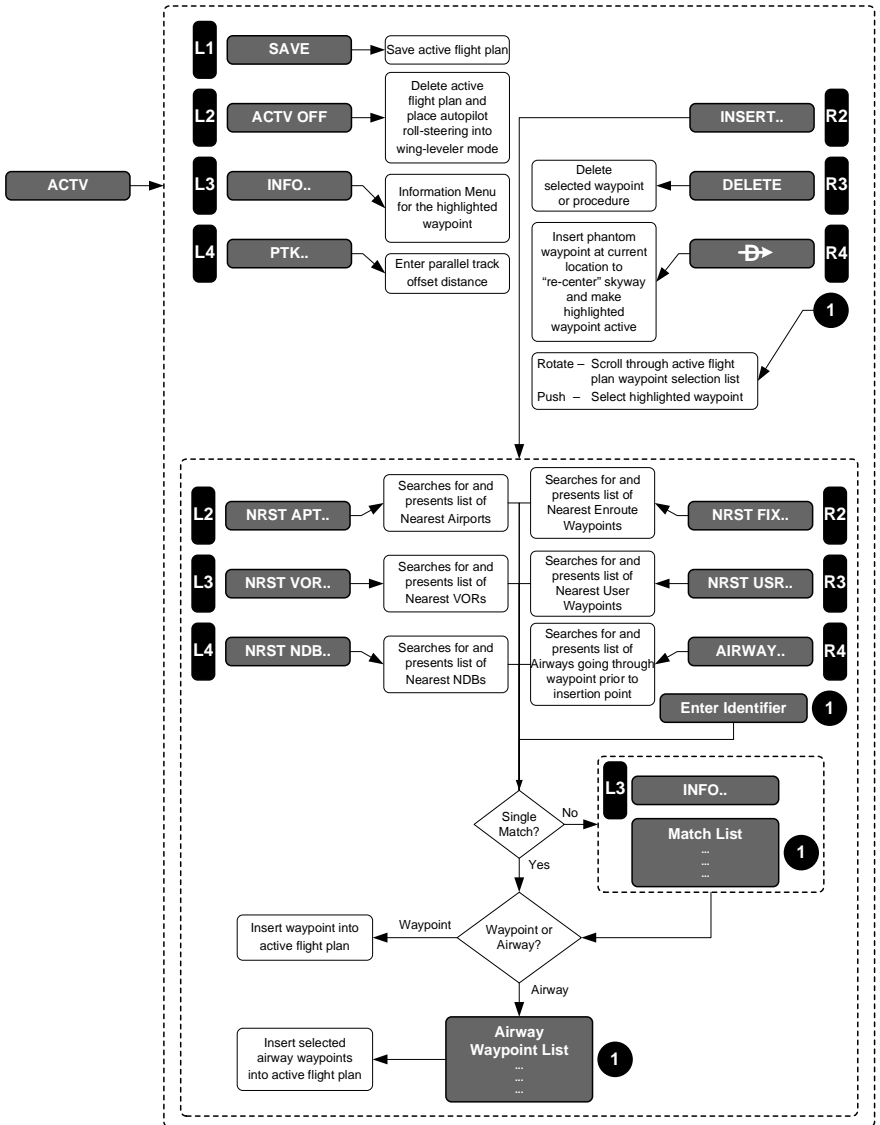 L1
SAVE
Save active flight plan
L2
ACTV OFF
Delete active
flight plan and
place autopilot
roll-steering into
wing-leveler mode
INSERT..
R2
ACTV
L3
INFO..
Information Menu
for the highlighted
waypoint
Delete
selected waypoint
or procedure
DELETE
R3
L4
PTK..
Enter parallel track
offset distance
Insert phantom
waypoint at current
location to
“re-center” skyway
and make
highlighted
waypoint active
D
R4
1
Rotate – Scroll through active flight
plan waypoint selection list
Push – Select highlighted waypoint
L2
NRST APT..
Searches for and
presents list of
Nearest Airports
Searches for and
presents list of
Nearest Enroute
Waypoints
NRST FIX..
R2
L3
NRST VOR..
Searches for and
presents list of
Nearest VORs
Searches for and
presents list of
Nearest User
Waypoints
NRST USR..
R3
L4
NRST NDB..
Searches for and
presents list of
Nearest NDBs
Searches for and
presents list of
Airways going through
waypoint prior to
insertion point
AIRWAY..
R4
Enter Identifier
1
Single
Match?
No
Yes
L3
INFO..
Match List
...
...
...
1
Waypoint or
Airway?
Waypoint
Insert waypoint into
active flight plan
Airway
Airway
Waypoint List
...
...
...
1
Insert selected
airway waypoints
into active flight plan